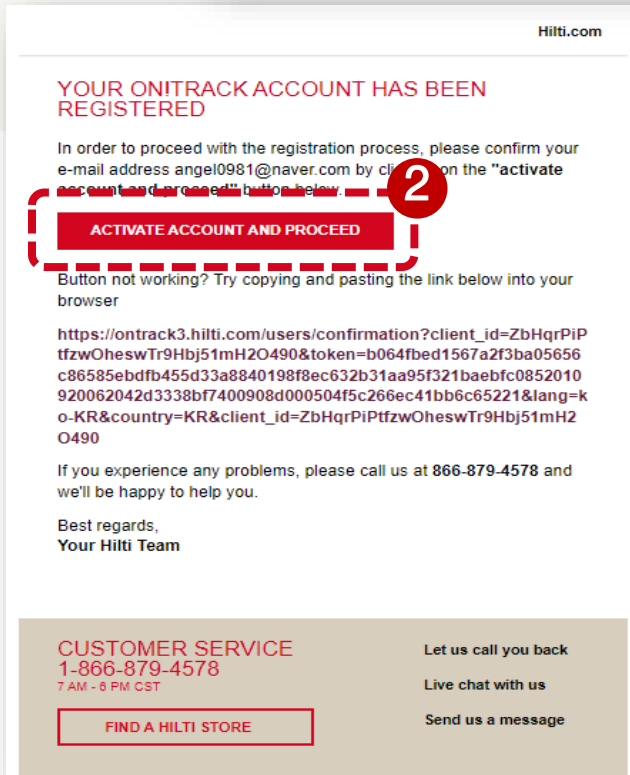 Hilti.com
YOUR ON!TRACK ACCOUNT HAS BEEN
REGISTERED
In order to proceed with the registration process, please confirm your
e-mail address angel0981@naver.com by on the "activate
account and proceed" button below.
2
ACTIVATE ACCOUNT AND PROCEED
Button not working? Try copying and pasting the link below into your
browser
https://ontrack3.hilti.com/users/confirmation?client_id=ZbHqrPiP
tfzwOheswTr9Hbj51mH2O490&token=b064fbed1567a2f3ba05656
c86585ebdfb455d33a8840198f8ec632b31aa95f321baebfc0852010
920062042d3338bf7400908d000504f5c266ec41bb6c65221&lang=k
o-KR&country=KR&client_id=ZbHqrPiPtfzwOheswTr9Hbj51mH2
O490
If you experience any problems, please call us at 866-879-4578 and
we'll be happy to help you.
Best regards,
Your Hilti Team
CUSTOMER SERVICE
1-866-879-4578
7 AM - 6 PM CST
FIND A HILTI STORE
Let us call you back
Live chat with us
Send us a message